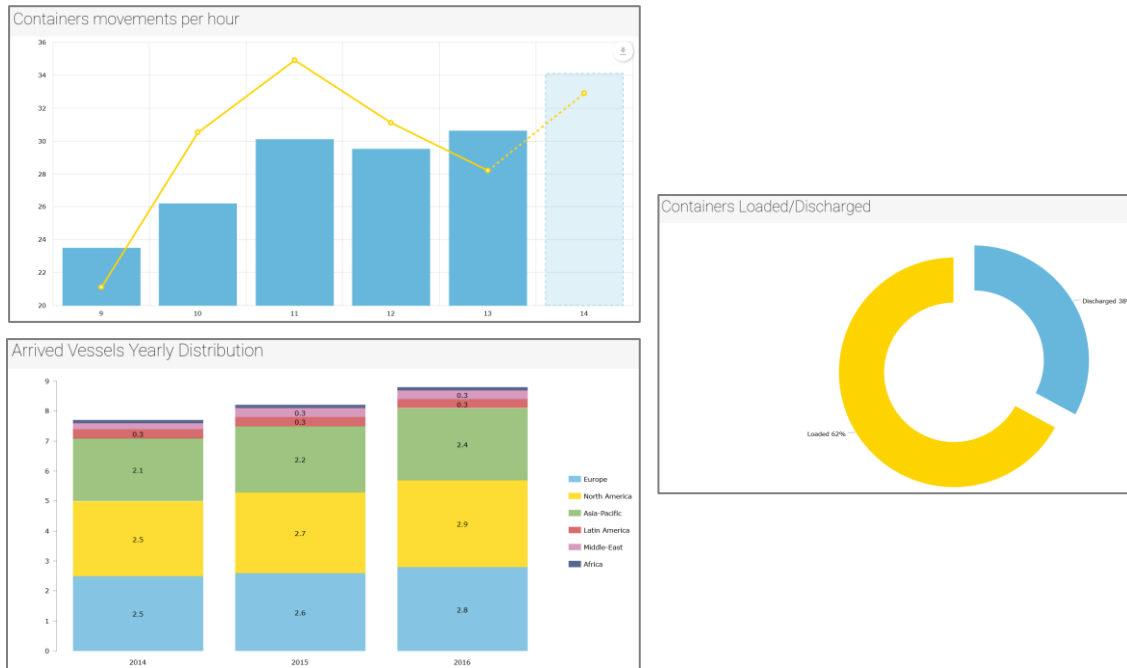 Containers movements per hour
36
34
32
30
28
26
24
22
20
9 10 11 12 13 14
Arrived Vessels Yearly Distribution
9
8
7
6
5
4
3
2
1
0
0.3
2.1
2.5
2.5
0.3
0.3
2.2
2.7
2.6
0.3
0.3
2.4
2.9
2.8
2014 2015 2016
Europe
North America
Asia-Pacific
Latin America
Middle-East
Africa
Containers Loaded/Discharged
Discharged 38%
Loaded 62%